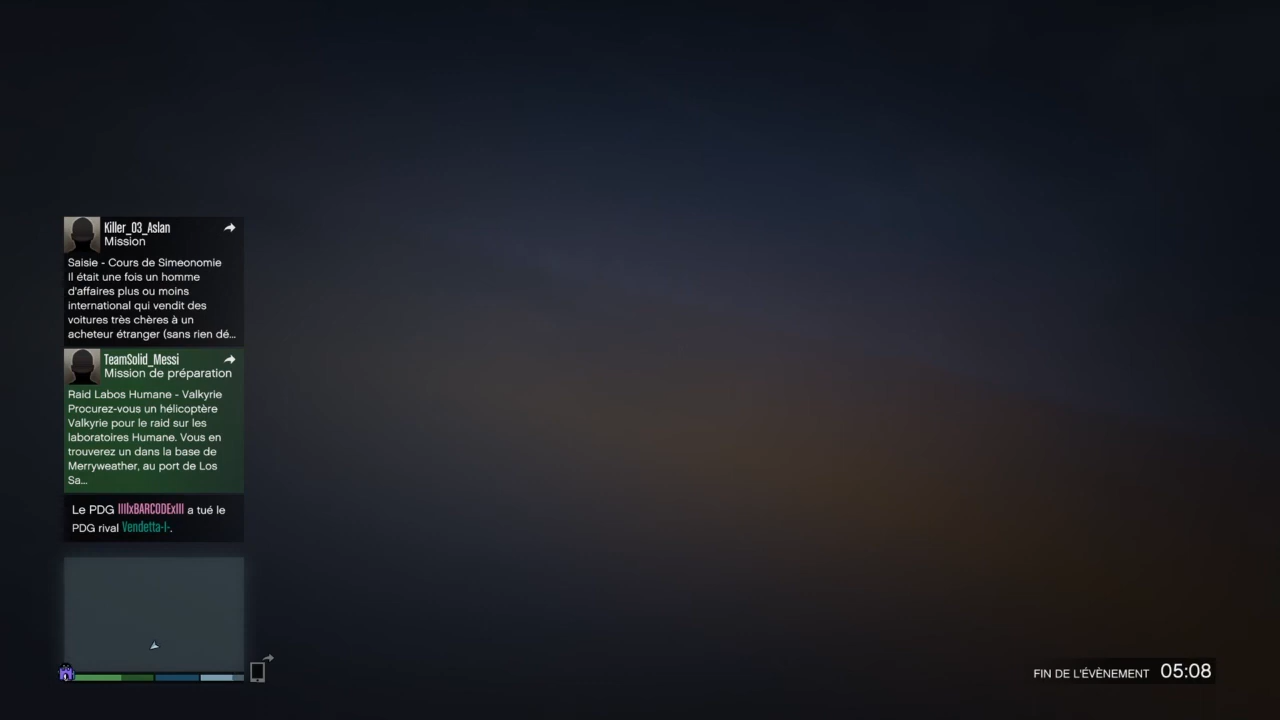 Killer_03_Aslan
Mission
Saisie - Cours de Simeonomie
Il était une fois un homme
d'affaires plus ou moins
international qui vendit des
voitures très chères à un
acheteur étranger (sans rien dé...
TeamSolid_Messi
Mission de préparation
Raid Labos Humane - Valkyrie
Procurez-vous un hélicoptère
Valkyrie pour le raid sur les
laboratoires Humane. Vous en
trouverez un dans la base de
Merryweather, au port de Los
Sa...
Le PDG IIIlxBARCODExlII a tué le
PDG rival Vendetta-I-.
FIN DE L'ÉVÈNEMENT 05:08